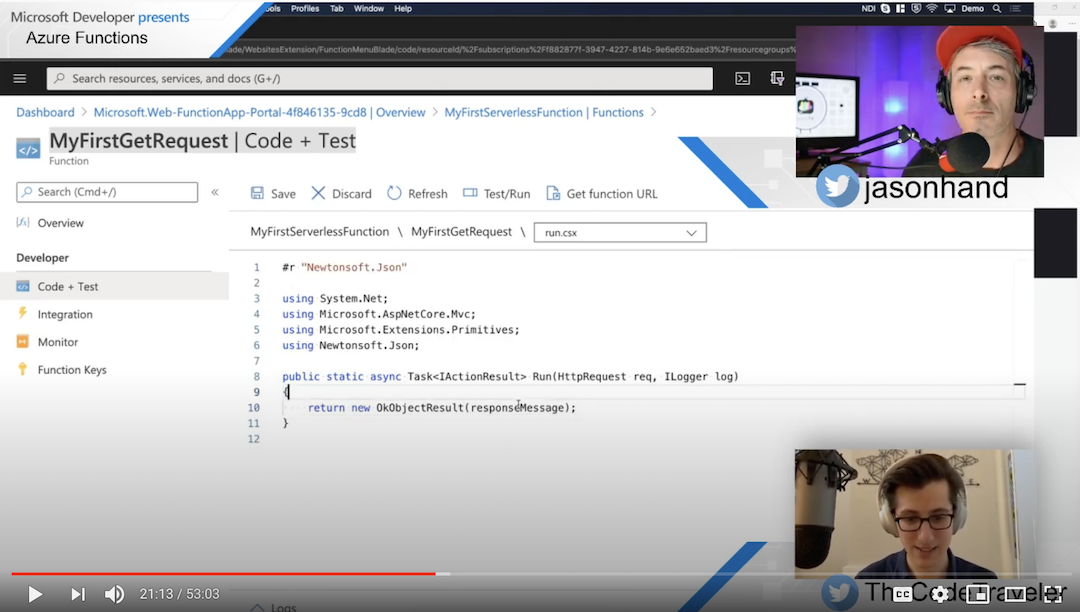 Microsoft Developer presents
Azure Functions
Profiles Tab Window Help
NDI Demo
ade/WebsitesExtension/FunctionMenuBlade/code/resourceId/%2Fsubscriptions%2Ff882877f-3947-4227-814b-9e6e652baed3%2Fresourcegroups%
Search resources, services, and docs (G+/)
Dashboard > Microsoft.Web-FunctionApp-Portal-4f846135-9cd8 | Overview > MyFirstServerlessFunction | Functions >
MyFirstGetRequest | Code + Test
Function
jasonhand
Search (Cmd+/) «
Save Discard Refresh Test/Run Get function URL
Overview
MyFirstServerlessFunction \ MyFirstGetRequest \ run.csx
Developer
Code + Test
Integration
Monitor
Function Keys
1 #r "Newtonsoft.Json"
2
3 using System.Net;
4 using Microsoft.AspNetCore.Mvc;
5 using Microsoft.Extensions.Primitives;
6 using Newtonsoft.Json;
7
8 public static async Task<IActionResult> Run(HttpRequest req, ILogger log)
9 {
10 return new OkObjectResult(responseMessage);
11 }
12
21:13 / 53:03
TheCodeTraveler
CC
Logs